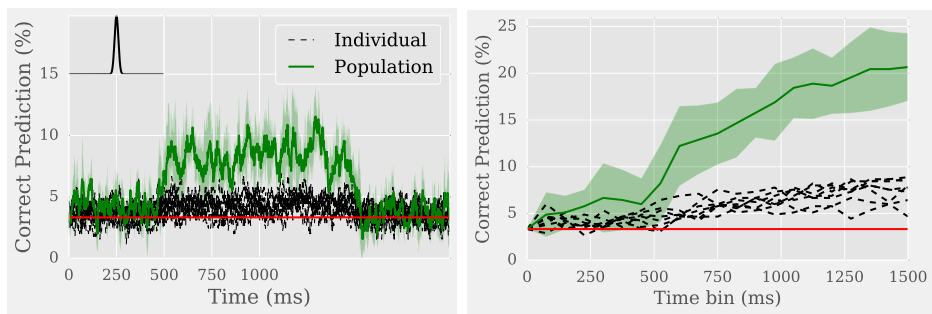 Correct Prediction (%)
15
10
5
0
0 250 500 750 1000
Time (ms)
Individual
Population
Correct Prediction (%)
25
20
15
10
5
0
0 250 500 750 1000 1250 1500
Time bin (ms)